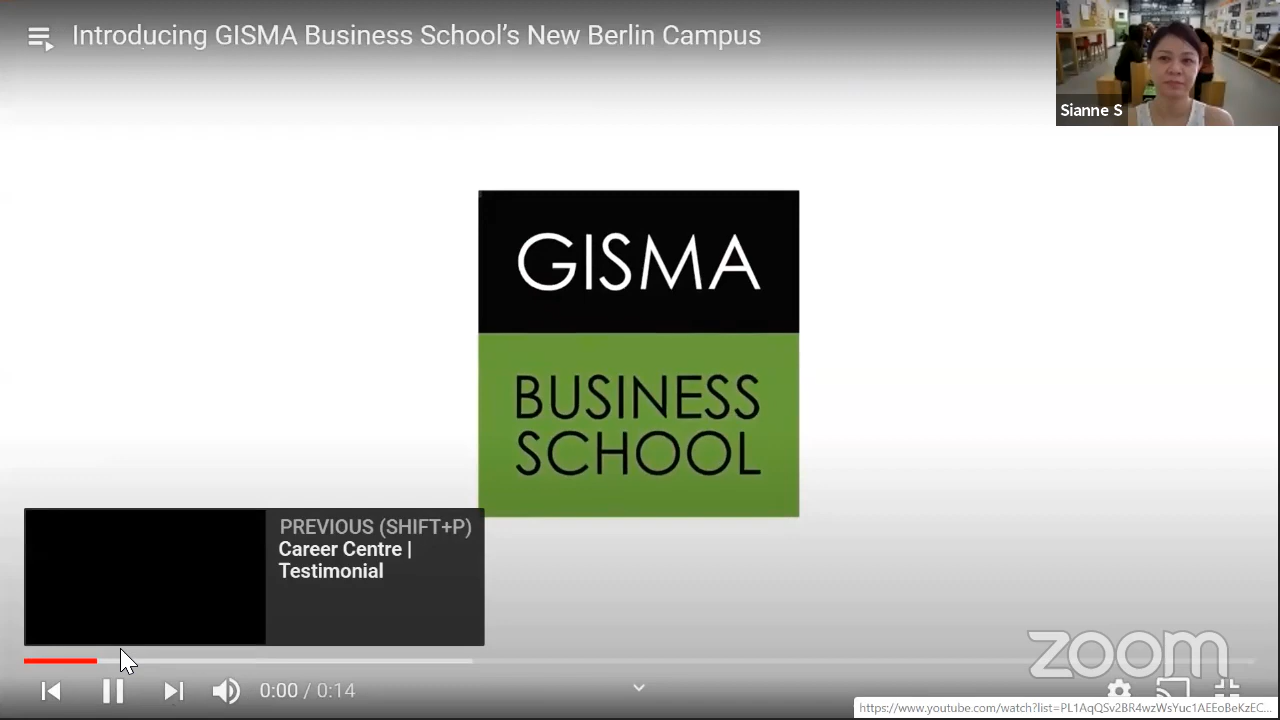 Introducing GISMA Business School's New Berlin Campus
Sianne S
GISMA
BUSINESS
SCHOOL
PREVIOUS (SHIFT+P)
Career Centre |
Testimonial
zoom
0:00 / 0:14
https://www.youtube.com/watch?list=PL1AqQSv2BR4wzWsYuc1AEEoBeKzEC...